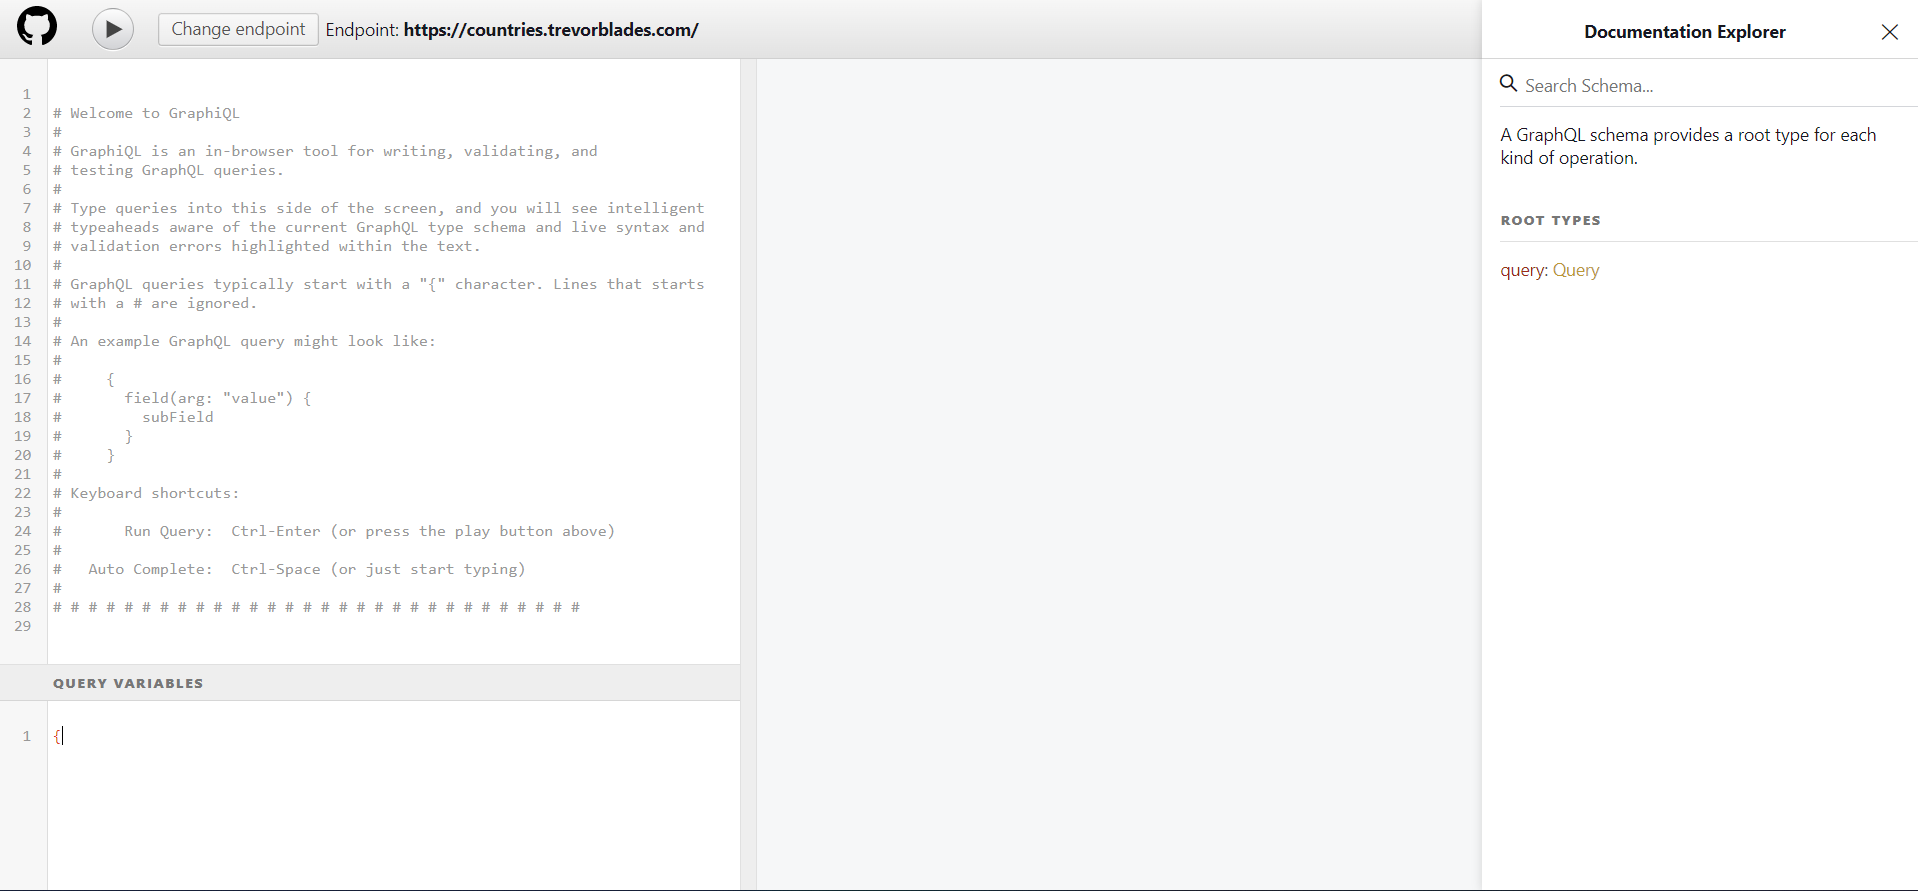 Change endpoint Endpoint: https://countries.trevorblades.com/
1
2 # Welcome to GraphiQL
3 #
4 # GraphiQL is an in-browser tool for writing, validating, and
5 # testing GraphQL queries.
6 #
7 # Type queries into this side of the screen, and you will see intelligent
8 # typeaheads aware of the current GraphQL type schema and live syntax and
9 # validation errors highlighted within the text.
10 #
11 # GraphQL queries typically start with a "{" character. Lines that starts
12 # with a # are ignored.
13 #
14 # An example GraphQL query might look like:
15 #
16 #     {
17 #       field(arg: "value") {
18 #         subField
19 #       }
20 #     }
21 #
22 # Keyboard shortcuts:
23 #
24 #       Run Query:  Ctrl-Enter (or press the play button above)
25 #
26 #   Auto Complete:  Ctrl-Space (or just start typing)
27 #
28 # # # # # # # # # # # # # # # # # # # # # # # # # # # # # #
29
QUERY VARIABLES
1 {
Documentation Explorer
Search Schema...
A GraphQL schema provides a root type for each
kind of operation.
ROOT TYPES
query: Query